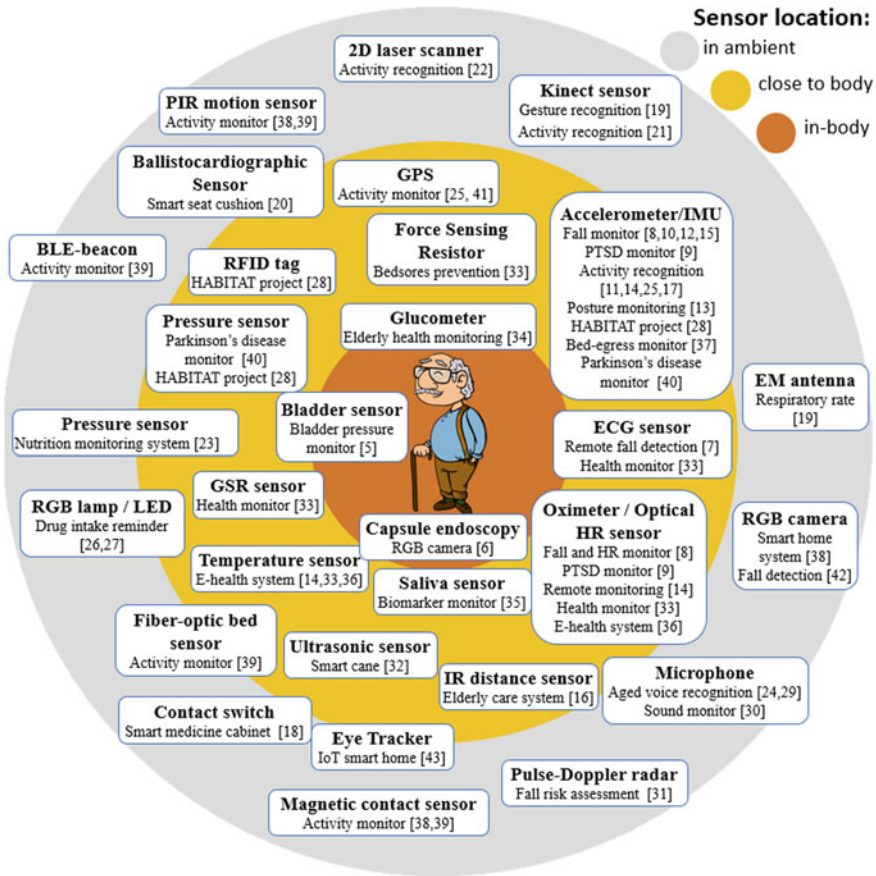 Sensor location:
in ambient
close to body
in-body
2D laser scanner
Activity recognition [22]
Kinect sensor
Gesture recognition [19]
Activity recognition [21]
PIR motion sensor
Activity monitor [38,39]
Ballistocardiographic
Sensor
Smart seat cushion [20]
GPS
Activity monitor [25, 41]
Accelerometer/IMU
Fall monitor [8,10,12,15]
PTSD monitor [9]
Activity recognition
[11,14,25,17]
Posture monitoring [13]
HABITAT project [28]
Bed-egress monitor [37]
Parkinson's disease
monitor [40]
Force Sensing
Resistor
Bedsores prevention [33]
BLE-beacon
Activity monitor [39]
RFID tag
HABITAT project [28]
Pressure sensor
Parkinson's disease
monitor [40]
HABITAT project [28]
Glucometer
Elderly health monitoring [34]
EM antenna
Respiratory rate
[19]
Bladder sensor
Bladder pressure
monitor [5]
Pressure sensor
Nutrition monitoring system [23]
ECG sensor
Remote fall detection [7]
Health monitor [33]
GSR sensor
Health monitor [33]
RGB lamp / LED
Drug intake reminder
[26,27]
Oximeter / Optical
HR sensor
Fall and HR monitor [8]
PTSD monitor [9]
Remote monitoring [14]
Health monitor [33]
E-health system [36]
RGB camera
Smart home
system [38]
Fall detection [42]
Capsule endoscopy
RGB camera [6]
Temperature sensor
E-health system [14,33,36]
Saliva sensor
Biomarker monitor [35]
Fiber-optic bed
sensor
Activity monitor [39]
Ultrasonic sensor
Smart cane [32]
IR distance sensor
Elderly care system [16]
Microphone
Aged voice recognition [24,29]
Sound monitor [30]
Contact switch
Smart medicine cabinet [18]
Eye Tracker
IoT smart home [43]
Pulse-Doppler radar
Fall risk assessment [31]
Magnetic contact sensor
Activity monitor [38,39]